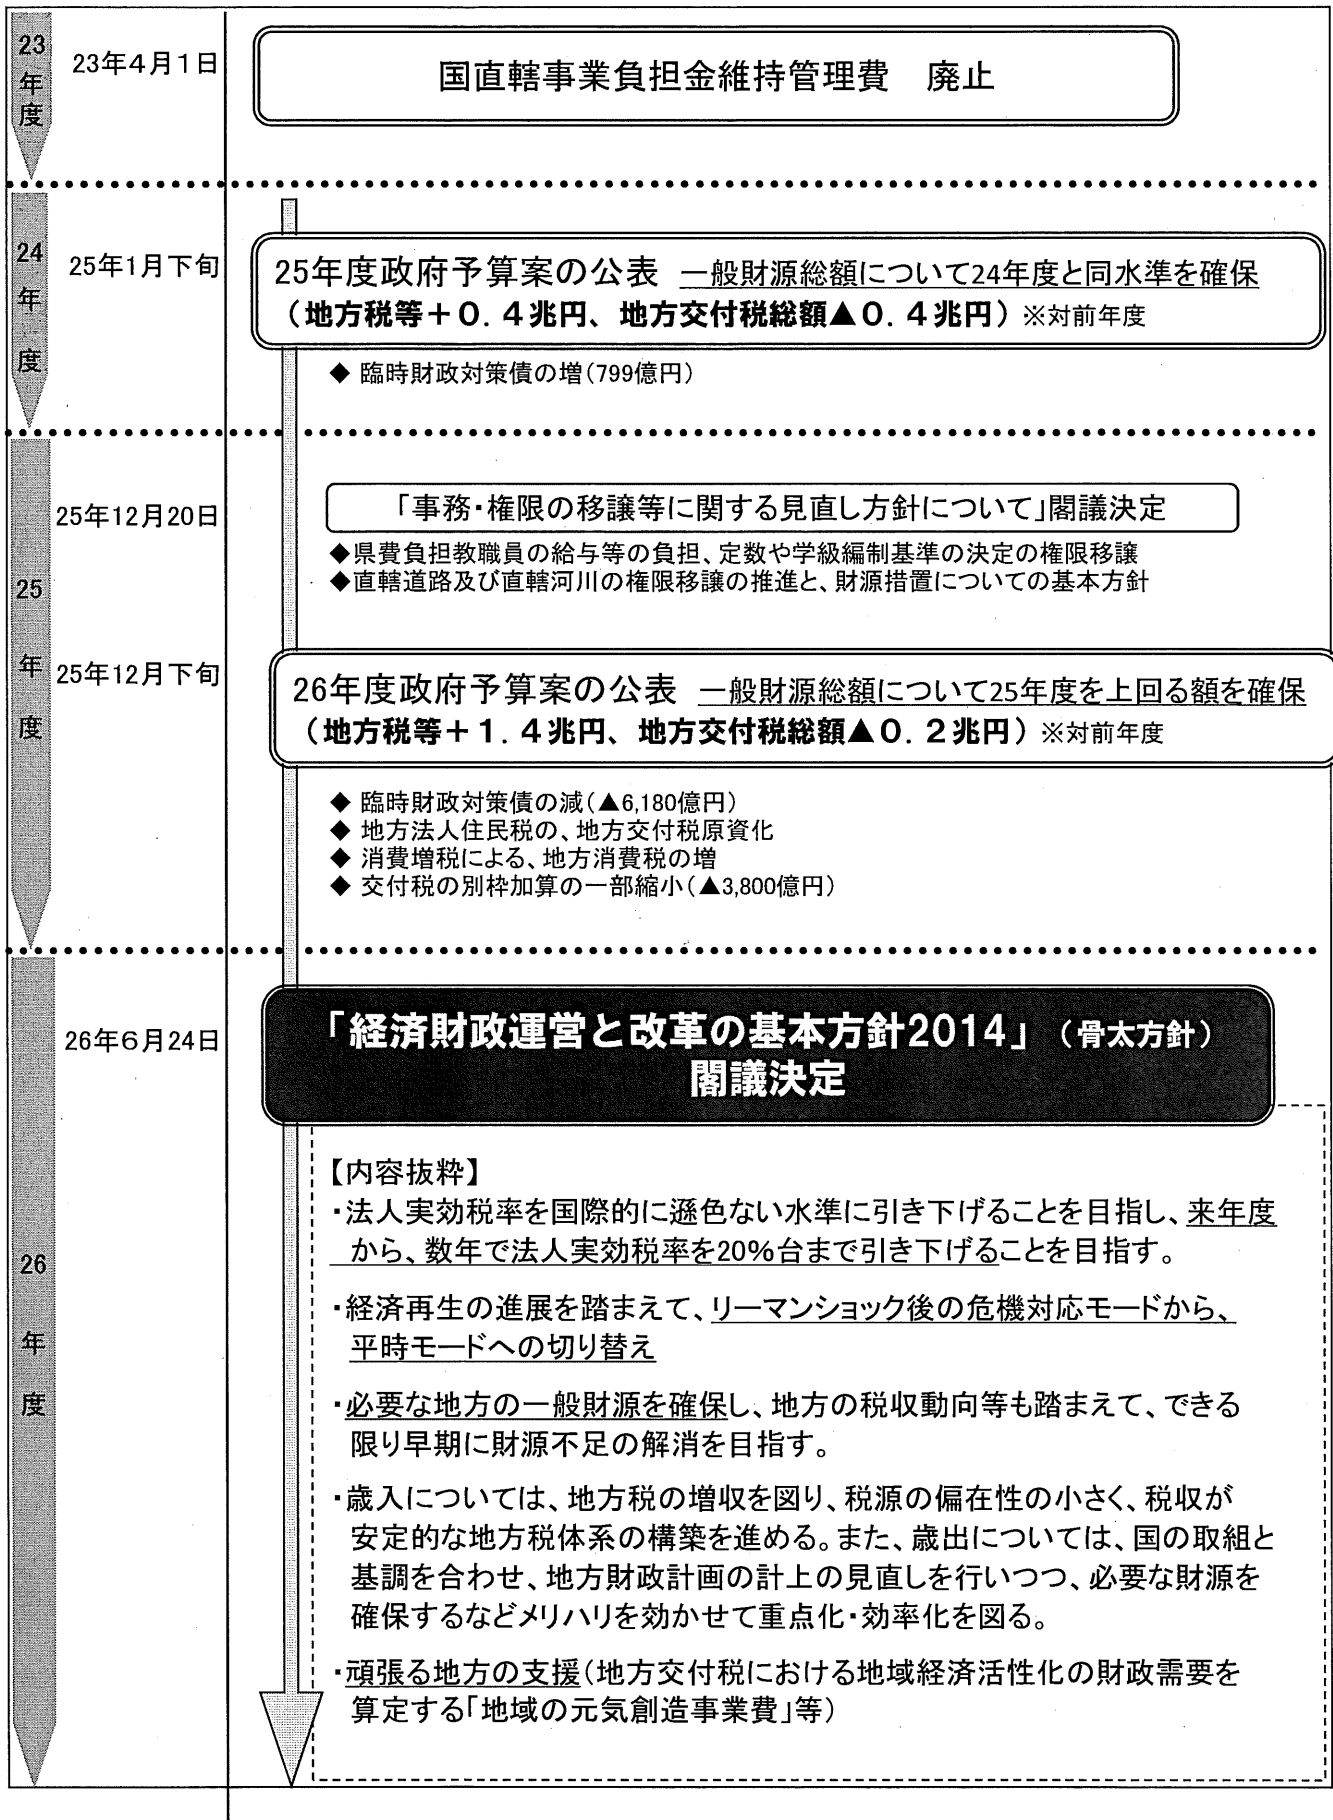 23
年
度
23年4月1日
国直轄事業負担金維持管理費　廃止
24
年
度
25年1月下旬
25年度政府予算案の公表 一般財源総額について24年度と同水準を確保
（地方税等＋０．４兆円、地方交付税総額▲０．４兆円）※対前年度
◆ 臨時財政対策債の増（799億円）
25
年
度
25年12月20日
「事務・権限の移譲等に関する見直し方針について」閣議決定
◆県費負担教職員の給与等の負担、定数や学級編制基準の決定の権限移譲
◆直轄道路及び直轄河川の権限移譲の推進と、財源措置についての基本方針
25年12月下旬
26年度政府予算案の公表 一般財源総額について25年度を上回る額を確保
（地方税等＋１．４兆円、地方交付税総額▲０．２兆円）※対前年度
◆ 臨時財政対策債の減（▲6,180億円）
◆ 地方法人住民税の、地方交付税原資化
◆ 消費増税による、地方消費税の増
◆ 交付税の別枠加算の一部縮小（▲3,800億円）
26
年
度
26年6月24日
「経済財政運営と改革の基本方針2014」（骨太方針）
閣議決定
【内容抜粋】
・法人実効税率を国際的に遜色ない水準に引き下げることを目指し、来年度
から、数年で法人実効税率を20%台まで引き下げることを目指す。
・経済再生の進展を踏まえて、リーマンショック後の危機対応モードから、
平時モードへの切り替え
・必要な地方の一般財源を確保し、地方の税収動向等も踏まえて、できる
限り早期に財源不足の解消を目指す。
・歳入については、地方税の増収を図り、税源の偏在性の小さく、税収が
安定的な地方税体系の構築を進める。また、歳出については、国の取組と
基調を合わせ、地方財政計画の計上の見直しを行いつつ、必要な財源を
確保するなどメリハリを効かせて重点化・効率化を図る。
・頑張る地方の支援（地方交付税における地域経済活性化の財政需要を
算定する「地域の元気創造事業費」等）